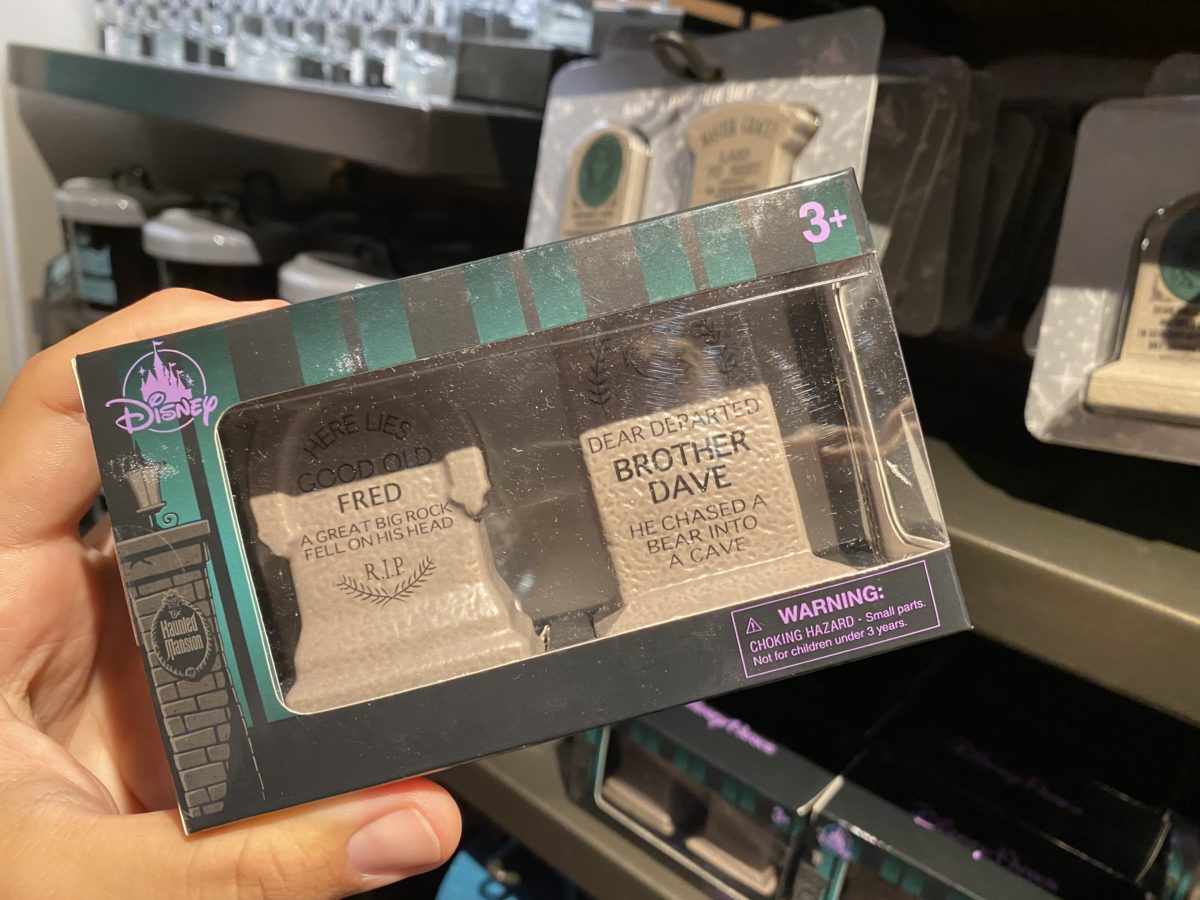 MASTER GRACEY
LAID
3+
Disney
HERE LIES
GOOD OLD
FRED
A GREAT BIG ROCK
FELL ON HIS HEAD
R.I.P.
DEAR DEPARTED
BROTHER
DAVE
HE CHASED A
BEAR INTO
A CAVE
The
Haunted
Mansion
WARNING:
CHOKING HAZARD - Small parts.
Not for children under 3 years.